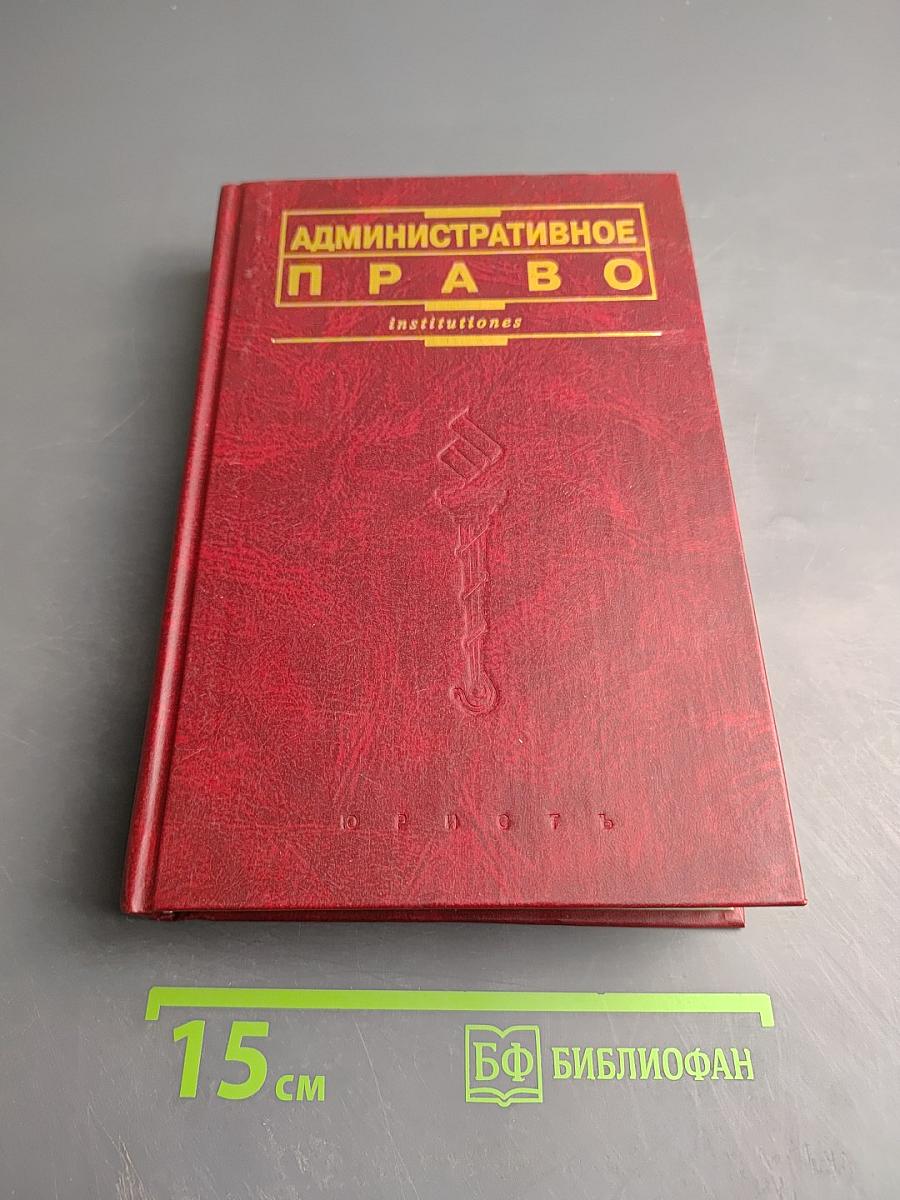 АДМИНИСТРАТИВНОЕ
ПРАВО
institutiones
ЮРИСТЪ
15 см
БФ БИБЛИОФАН